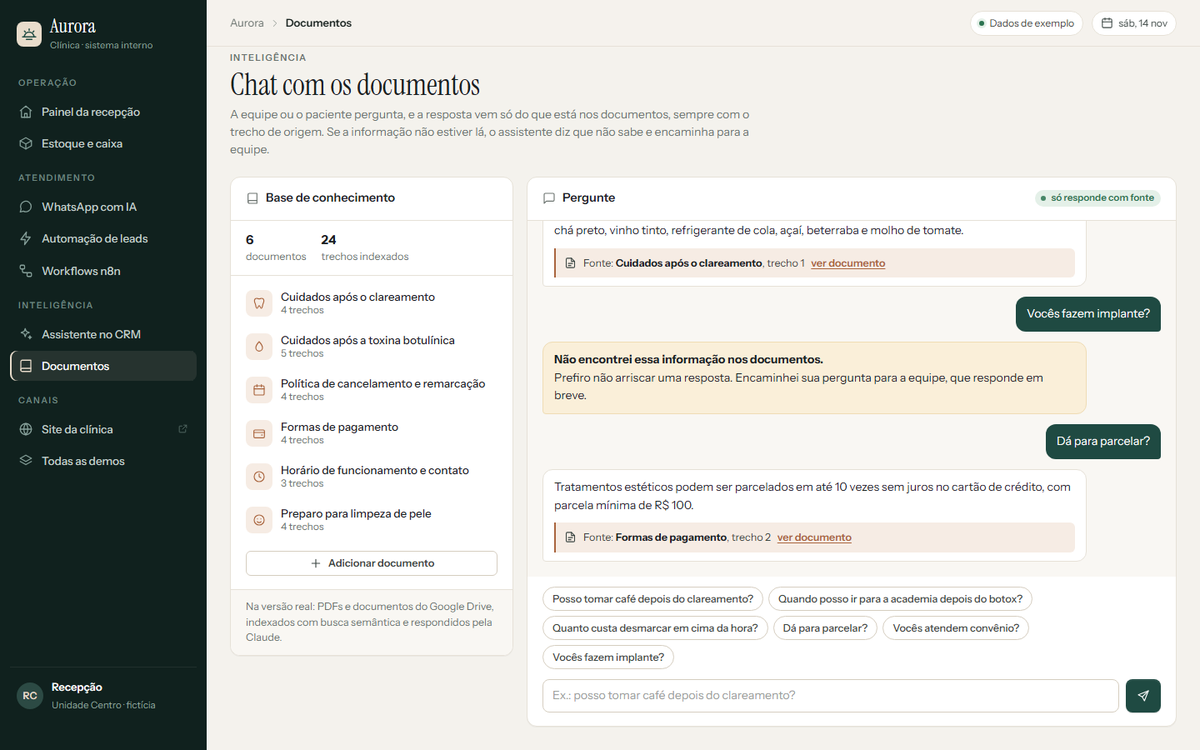 Aurora
Clínica · sistema interno
OPERAÇÃO
Painel da recepção
Estoque e caixa
ATENDIMENTO
WhatsApp com IA
Automação de leads
Workflows n8n
INTELIGÊNCIA
Assistente no CRM
Documentos
CANAIS
Site da clínica
Todas as demos
RC
Recepção
Unidade Centro · fictícia
Aurora
Documentos
Dados de exemplo
sáb, 14 nov
INTELIGÊNCIA
Chat com os documentos
A equipe ou o paciente pergunta, e a resposta vem só do que está nos documentos, sempre com o
trecho de origem. Se a informação não estiver lá, o assistente diz que não sabe e encaminha para a
equipe.
Base de conhecimento
6
documentos
24
trechos indexados
Cuidados após o clareamento
4 trechos
Cuidados após a toxina botulínica
5 trechos
Política de cancelamento e remarcação
4 trechos
Formas de pagamento
4 trechos
Horário de funcionamento e contato
3 trechos
Preparo para limpeza de pele
4 trechos
Adicionar documento
Na versão real: PDFs e documentos do Google Drive,
indexados com busca semântica e respondidos pela
Claude.
Pergunte
só responde com fonte
chá preto, vinho tinto, refrigerante de cola, açaí, beterraba e molho de tomate.
Fonte: Cuidados após o clareamento, trecho 1 ver documento
Vocês fazem implante?
Não encontrei essa informação nos documentos.
Prefiro não arriscar uma resposta. Encaminhei sua pergunta para a equipe, que responde em
breve.
Dá para parcelar?
Tratamentos estéticos podem ser parcelados em até 10 vezes sem juros no cartão de crédito, com
parcela mínima de R$ 100.
Fonte: Formas de pagamento, trecho 2 ver documento
Posso tomar café depois do clareamento?
Quando posso ir para a academia depois do botox?
Quanto custa desmarcar em cima da hora?
Dá para parcelar?
Vocês atendem convênio?
Vocês fazem implante?
Ex.: posso tomar café depois do clareamento?